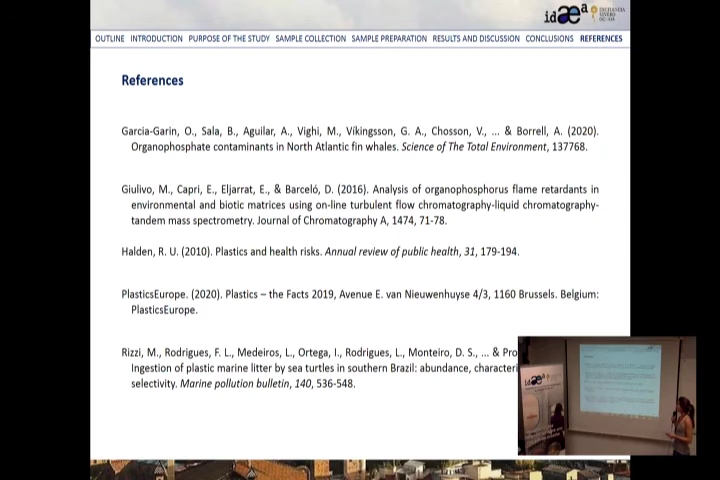 idæa EXCELENCIA
OUTLINE INTRODUCTION PURPOSE OF THE STUDY SAMPLE COLLECTION SAMPLE PREPARATION RESULTS AND DISCUSSION CONCLUSIONS REFERENCES
References
Garcia-Garin, O., Sala, B., Aguilar, A., Vighi, M., Víkingsson, G. A., Chosson, V., ... & Borrell, A. (2020).
Organophosphate contaminants in North Atlantic fin whales. Science of The Total Environment, 137768.
Giulivo, M., Capri, E., Eljarrat, E., & Barceló, D. (2016). Analysis of organophosphorus flame retardants in
environmental and biotic matrices using on-line turbulent flow chromatography-liquid chromatography-
tandem mass spectrometry. Journal of Chromatography A, 1474, 71-78.
Halden, R. U. (2010). Plastics and health risks. Annual review of public health, 31, 179-194.
PlasticsEurope. (2020). Plastics – the Facts 2019, Avenue E. van Nieuwenhuyse 4/3, 1160 Brussels. Belgium:
PlasticsEurope.
Rizzi, M., Rodrigues, F. L., Medeiros, L., Ortega, I., Rodrigues, L., Monteiro, D. S., ... & Pro
Ingestion of plastic marine litter by sea turtles in southern Brazil: abundance, characteri
selectivity. Marine pollution bulletin, 140, 536-548.
idæa